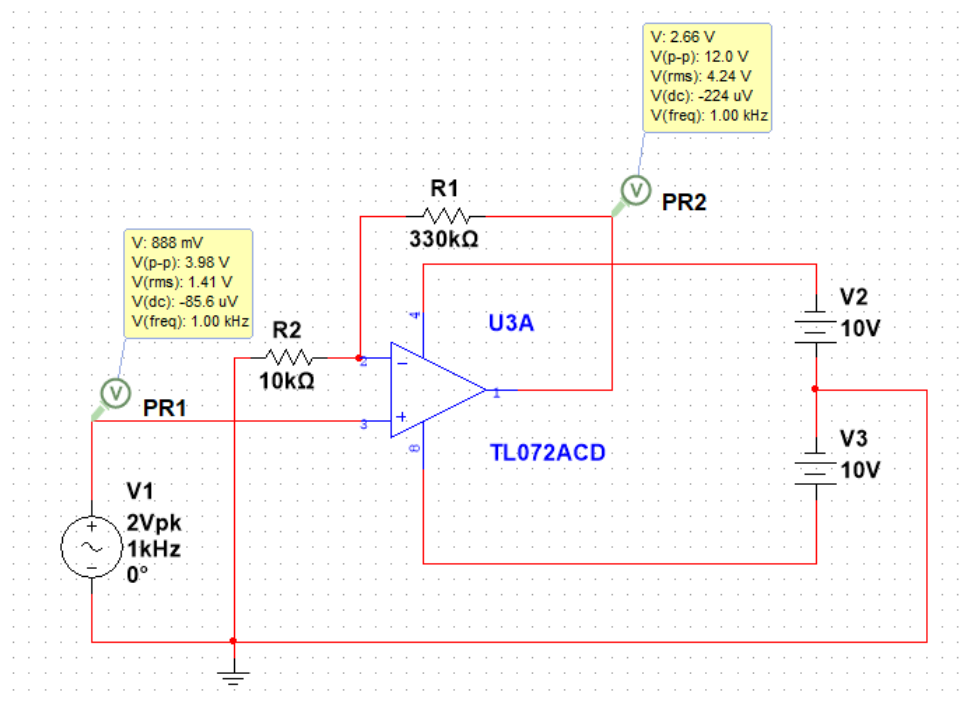 V: 2.66 V
V(p-p): 12.0 V
V(rms): 4.24 V
V(dc): -224 uV
V(freq): 1.00 kHz
V
PR2
R1
330kΩ
V: 888 mV
V(p-p): 3.98 V
V(rms): 1.41 V
V(dc): -85.6 uV
V(freq): 1.00 kHz
V
PR1
R2
10kΩ
4
U3A
2
3
1
8
TL072ACD
V2
10V
V3
10V
V1
2Vpk
1kHz
0°